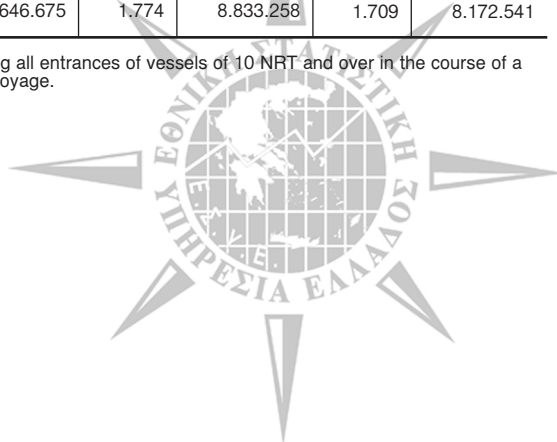 646.675 1.774 8.833.258 1.709 8.172.541
g all entrances of vessels of 10 NRT and over in the course of a
oyage.
ΕΘΝΙΚΗ ΣΤΑΤΙΣΤΙΚΗ
ΥΠΗΡΕΣΙΑ ΕΛΛΑΔΟΣ
Ε.Σ.Υ.Ε.